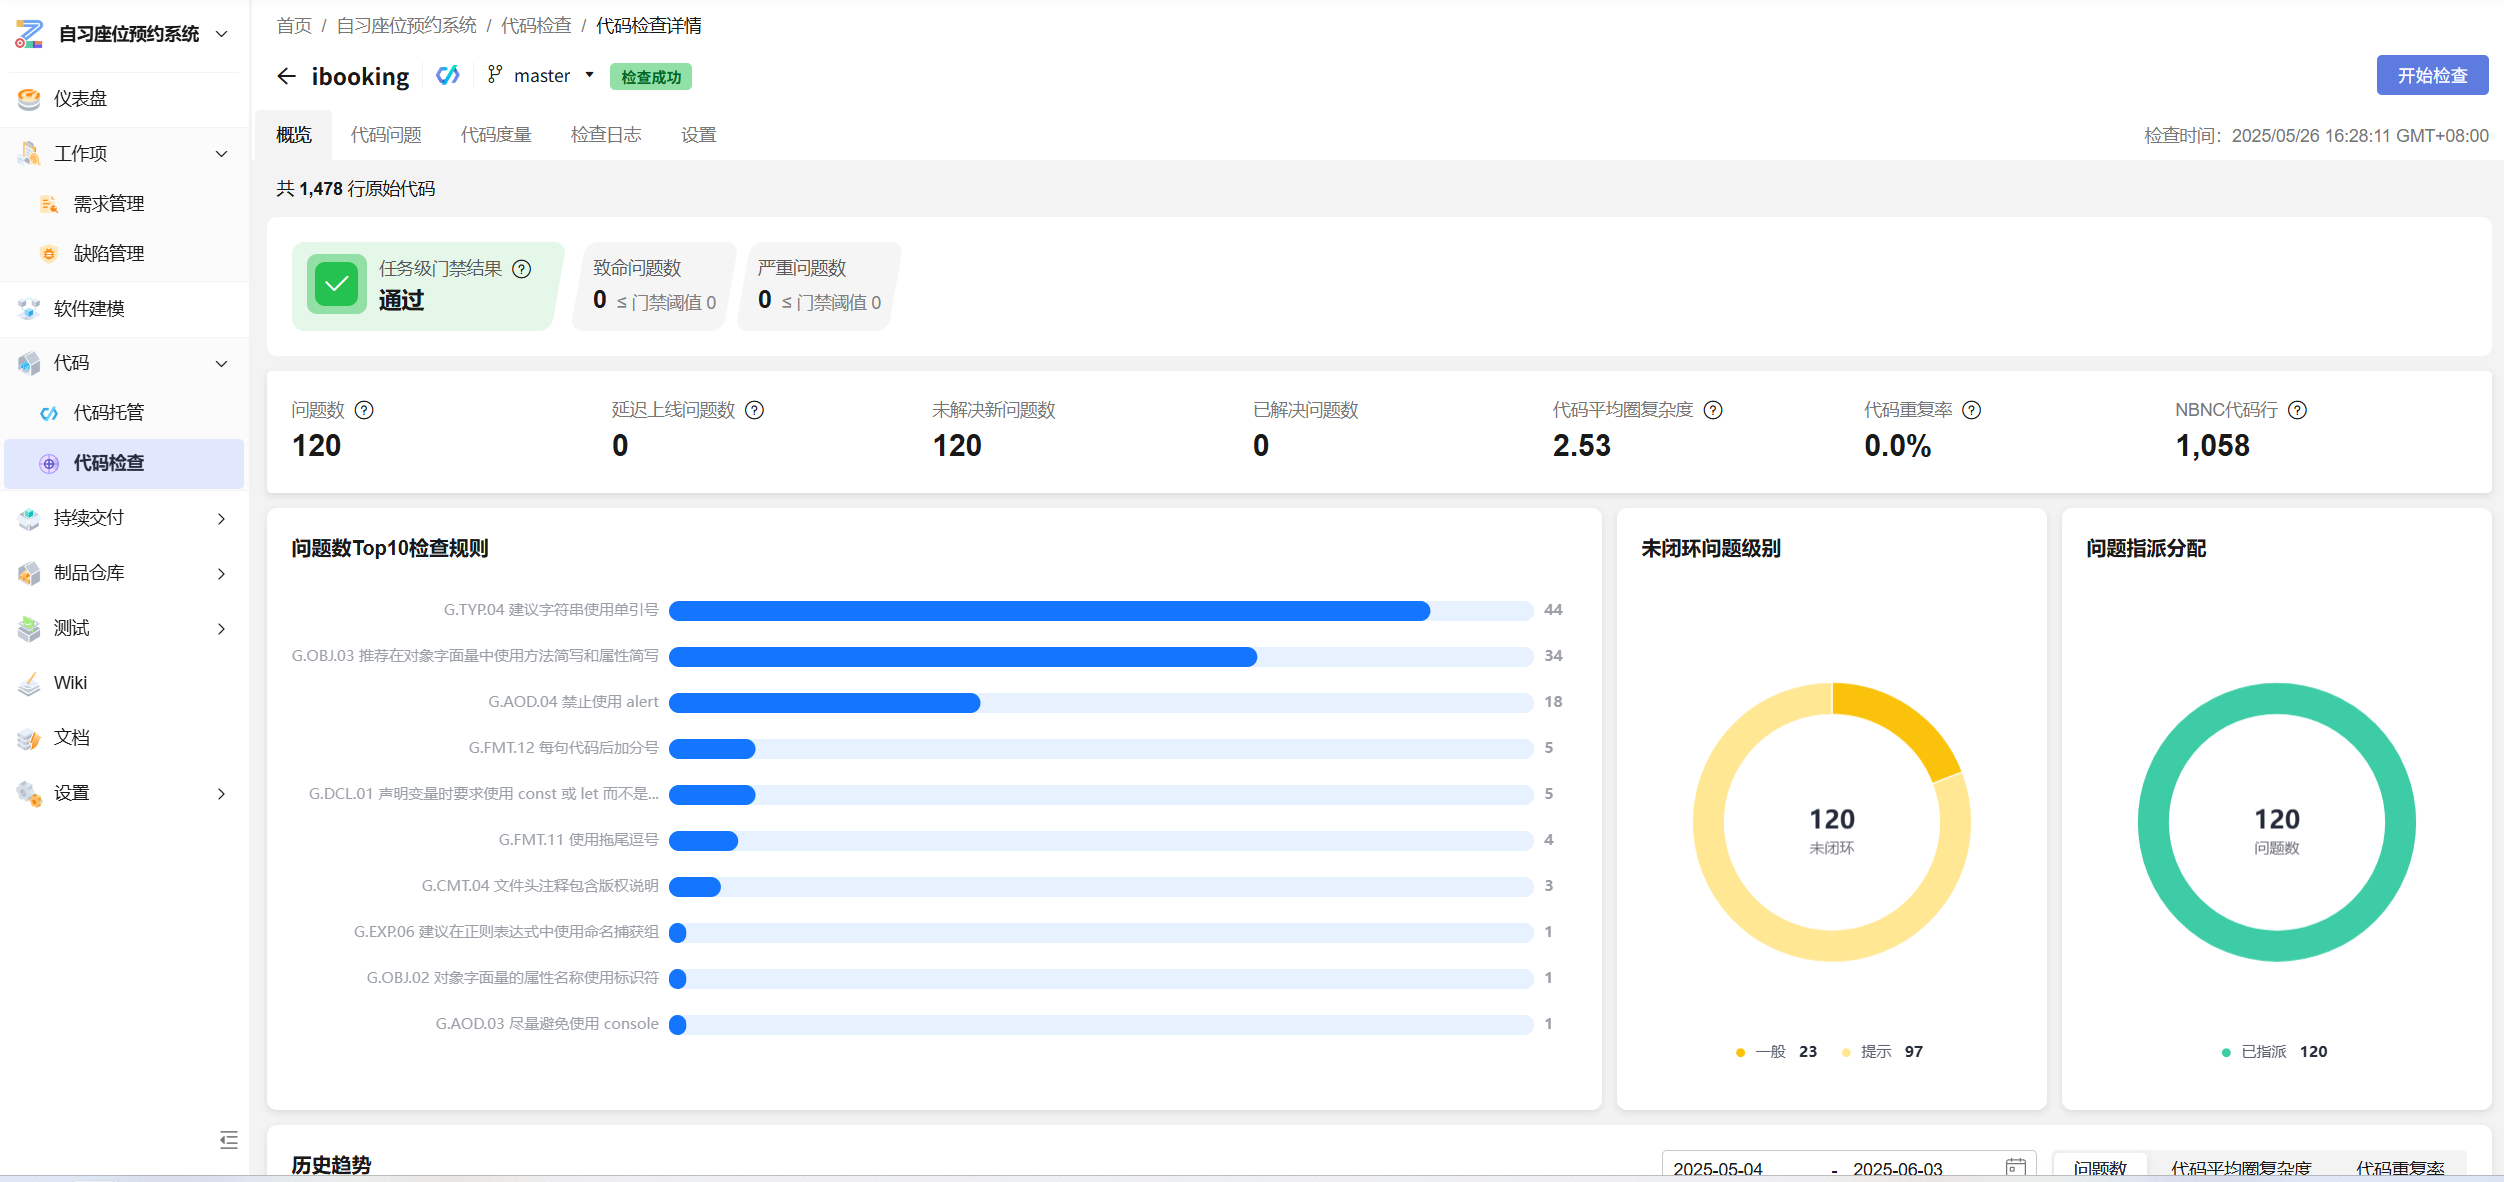 自习座位预约系统
仪表盘
工作项
需求管理
缺陷管理
软件建模
代码
代码托管
代码检查
持续交付
制品仓库
测试
Wiki
文档
设置
首页 / 自习座位预约系统 / 代码检查 / 代码检查详情
ibooking master 检查成功
开始检查
概览 代码问题 代码度量 检查日志 设置
检查时间：2025/05/26 16:28:11 GMT+08:00
共 1,478 行原始代码
任务级门禁结果 ?
通过
致命问题数
0 ≤ 门禁阈值 0
严重问题数
0 ≤ 门禁阈值 0
问题数 ?
120
延迟上线问题数 ?
0
未解决新问题数
120
已解决问题数
0
代码平均圈复杂度 ?
2.53
代码重复率 ?
0.0%
NBNC代码行 ?
1,058
问题数Top10检查规则
G.TYP.04 建议字符串使用单引号 44
G.OBJ.03 推荐在对象字面量中使用方法简写和属性简写 34
G.AOD.04 禁止使用 alert 18
G.FMT.12 每句代码后加分号 5
G.DCL.01 声明变量时要求使用 const 或 let 而不是... 5
G.FMT.11 使用拖尾逗号 4
G.CMT.04 文件头注释包含版权说明 3
G.EXP.06 建议在正则表达式中使用命名捕获组 1
G.OBJ.02 对象字面量的属性名称使用标识符 1
G.AOD.03 尽量避免使用 console 1
未闭环问题级别
120
未闭环
一般 23 提示 97
问题指派分配
120
问题数
已指派 120
历史趋势
2025-05-04 - 2025-06-03
问题数 代码平均圈复杂度 代码重复率